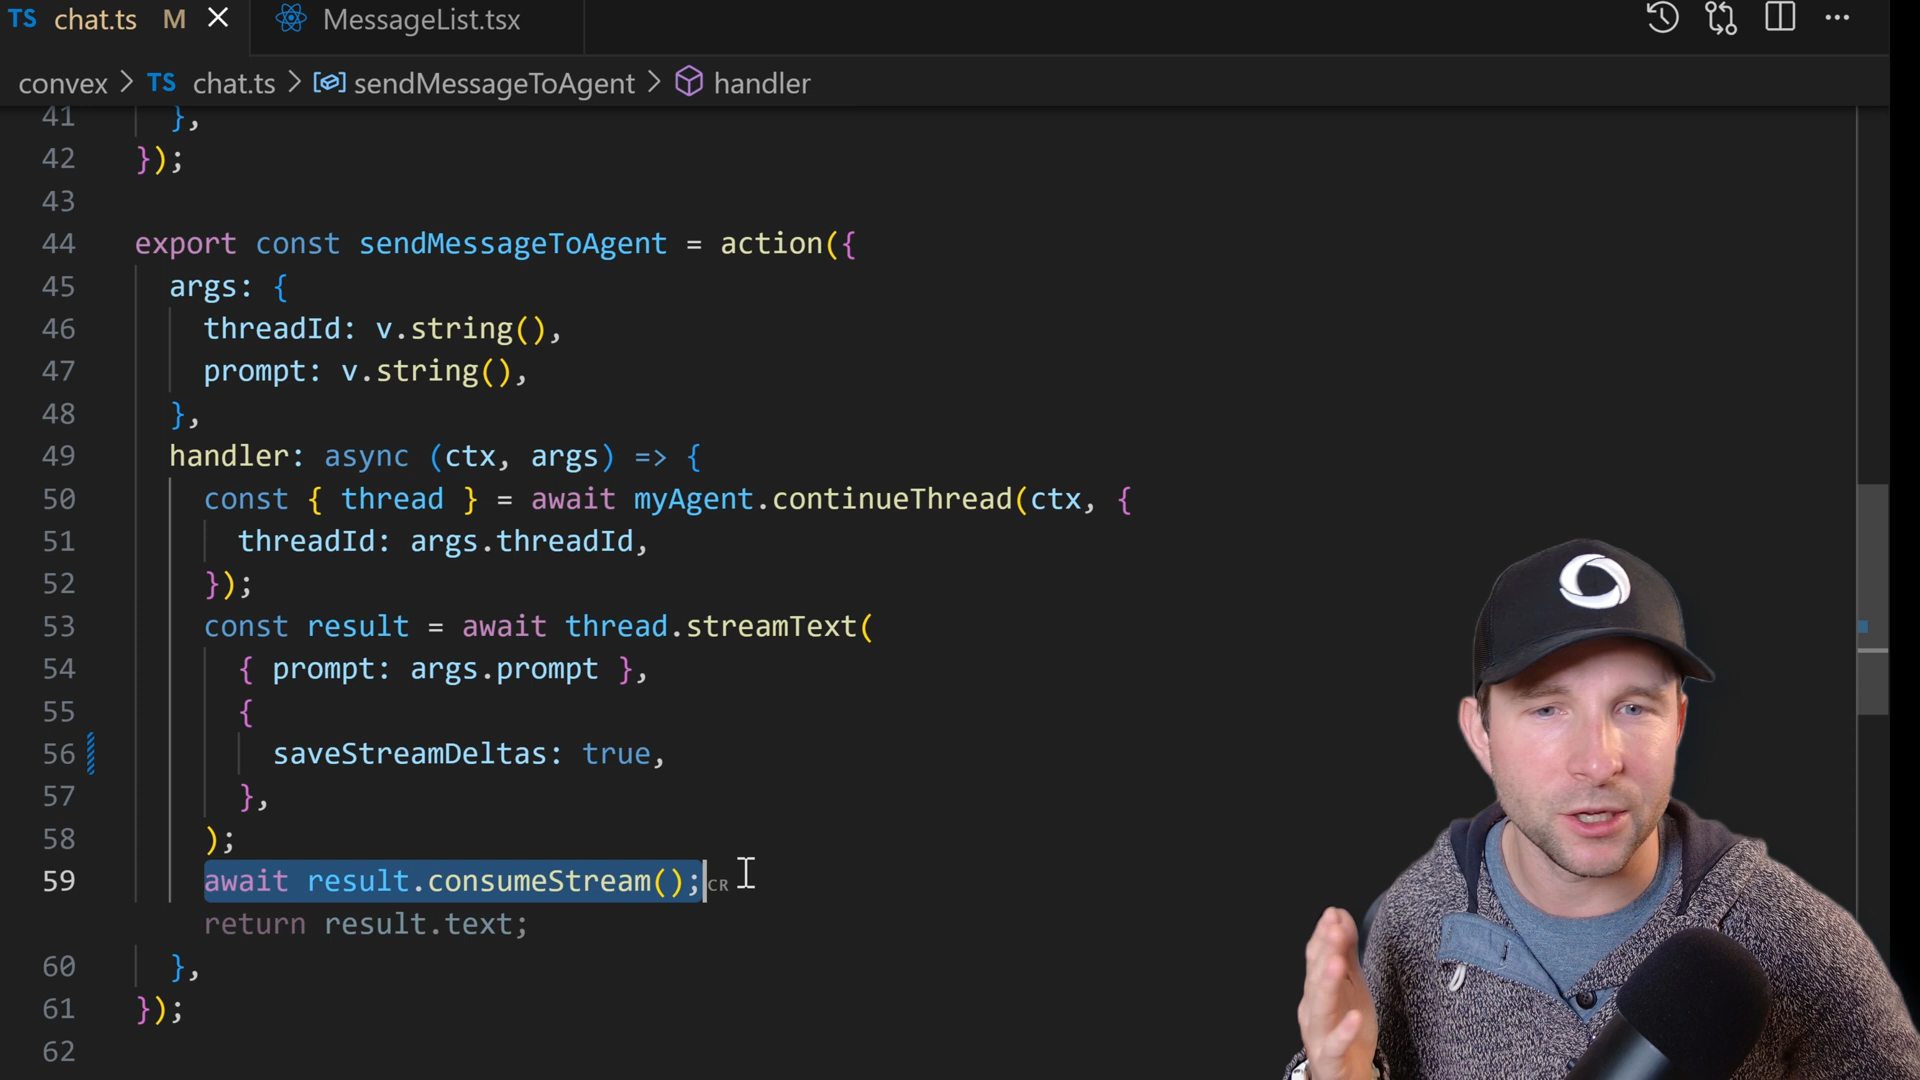 TS chat.ts M MessageList.tsx
convex > TS chat.ts > sendMessageToAgent > handler
41 },
42 });
43
44 export const sendMessageToAgent = action({
45 args: {
46 threadId: v.string(),
47 prompt: v.string(),
48 },
49 handler: async (ctx, args) => {
50 const { thread } = await myAgent.continueThread(ctx, {
51 threadId: args.threadId,
52 });
53 const result = await thread.streamText(
54 { prompt: args.prompt },
55 {
56 saveStreamDeltas: true,
57 },
58 );
59 await result.consumeStream(); CR
return result.text;
60 },
61 });
62